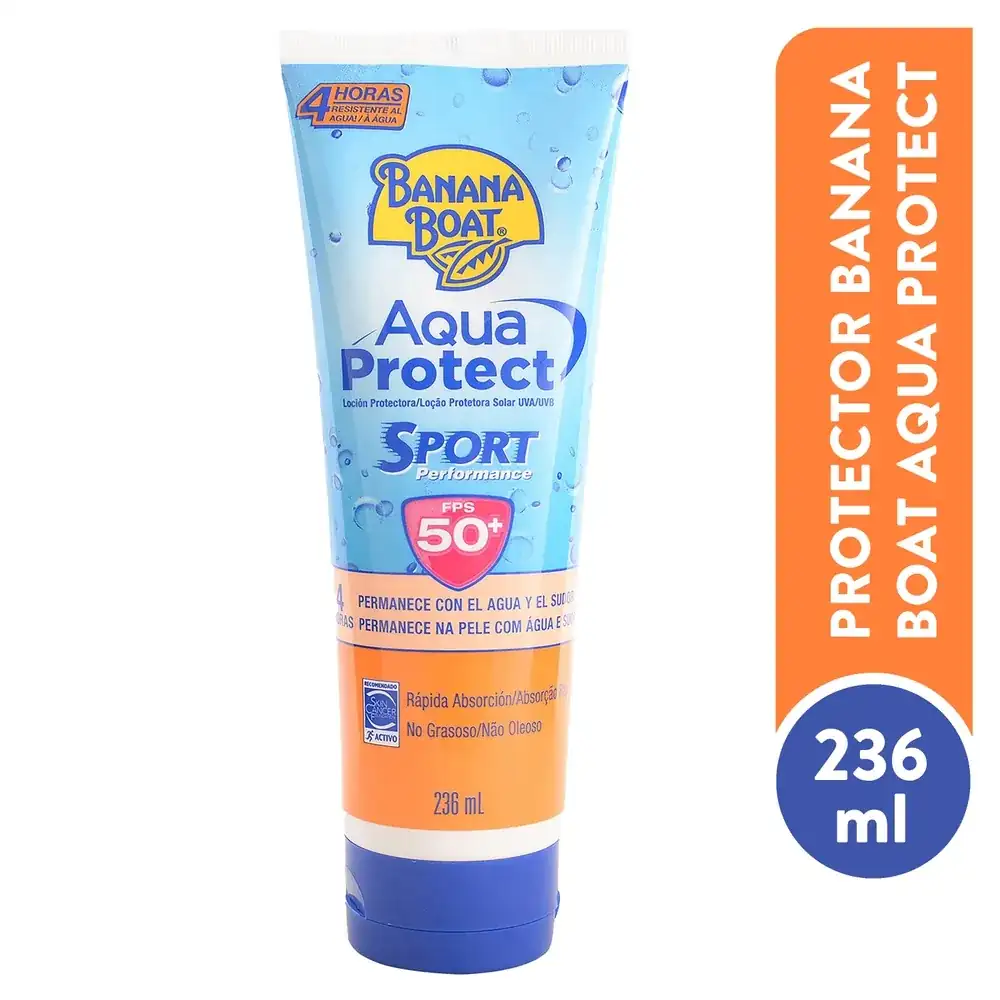 4 HORAS
RESISTENTE AL
AGUA!/À ÁGUA
BANANA
BOAT®
AQUA
PROTECT
Loción Protectora/Loção Protetora Solar UVA/UVB
SPORT
Performance
FPS
50+
4
HORAS
PERMANECE CON EL AGUA Y EL SUDOR
PERMANECE NA PELE COM ÁGUA E
RECOMENDADO
SKIN
CANCER
FOUNDATION
ACTIVO
Rápida Absorción/Absorção
No Grasoso/Não Oleoso
236 mL
PROTECTOR BANANA
BOAT AQUA PROTECT
236
ml